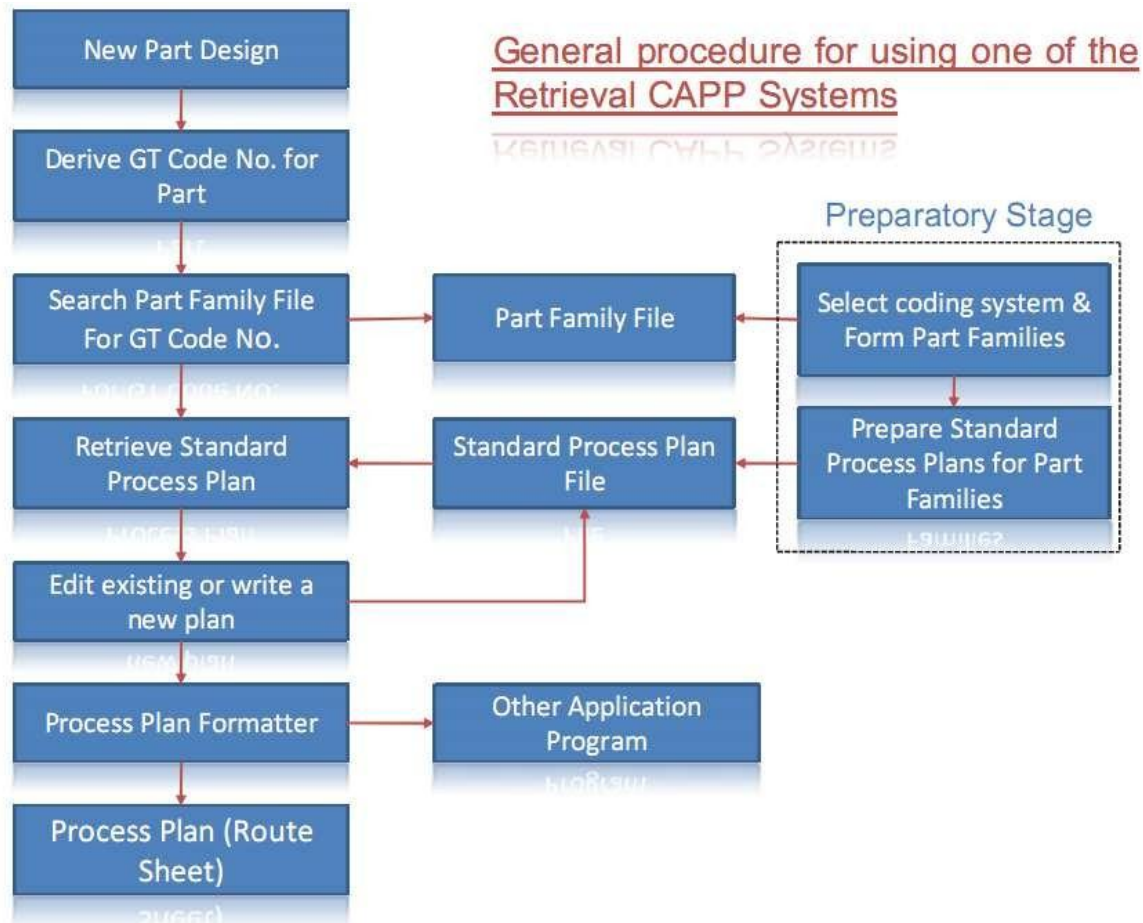 New Part Design
General procedure for using one of the
Retrieval CAPP Systems
Derive GT Code No. for
Part
Preparatory Stage
Search Part Family File
For GT Code No.
Part Family File
Select coding system &
Form Part Families
Retrieve Standard
Process Plan
Standard Process Plan
File
Prepare Standard
Process Plans for Part
Families
Edit existing or write a
new plan
Process Plan Formatter
Other Application
Program
Process Plan (Route
Sheet)